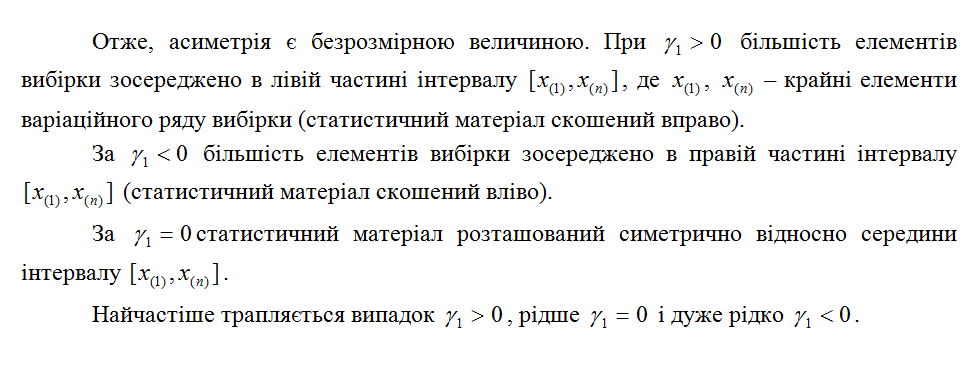 Отже, асиметрія є безрозмірною величиною. При γ₁ > 0 більшість елементів
вибірки зосереджено в лівій частині інтервалу [x₍₁₎, x₍ₙ₎], де x₍₁₎, x₍ₙ₎ – крайні елементи
варіаційного ряду вибірки (статистичний матеріал скошений вправо).
За γ₁ < 0 більшість елементів вибірки зосереджено в правій частині інтервалу
[x₍₁₎, x₍ₙ₎] (статистичний матеріал скошений вліво).
За γ₁ = 0 статистичний матеріал розташований симетрично відносно середини
інтервалу [x₍₁₎, x₍ₙ₎].
Найчастіше трапляється випадок γ₁ > 0, рідше γ₁ = 0 і дуже рідко γ₁ < 0.